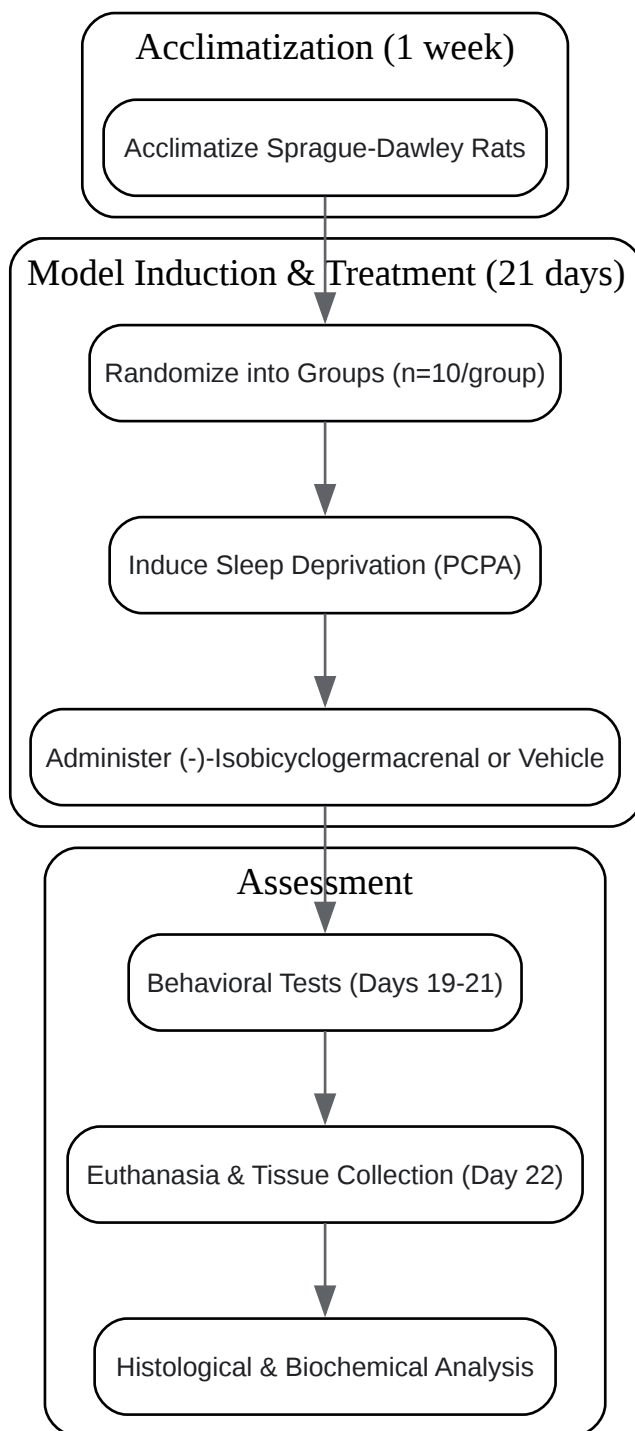 Acclimatization (1 week)
Acclimatize Sprague-Dawley Rats
Model Induction & Treatment (21 days)
Randomize into Groups (n=10/group)
Induce Sleep Deprivation (PCPA)
Administer (-)-Isobicyclogermacrenal or Vehicle
Assessment
Behavioral Tests (Days 19-21)
Euthanasia & Tissue Collection (Day 22)
Histological & Biochemical Analysis